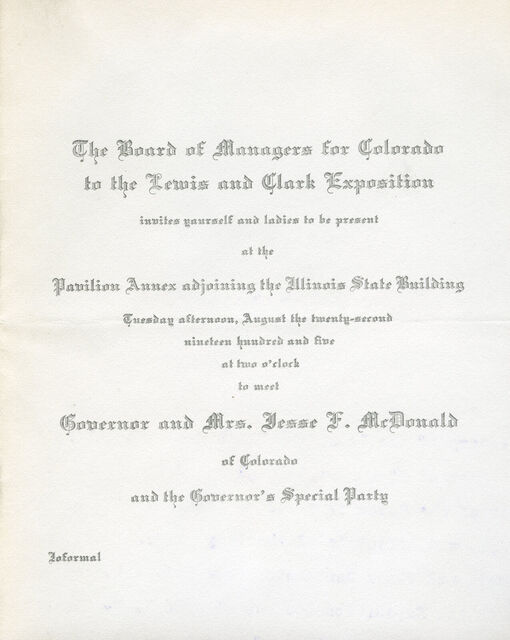 The Board of Managers for Colorado
to the Lewis and Clark Exposition
invites yourself and ladies to be present
at the
Pavilion Annex adjoining the Illinois State Building
Tuesday afternoon, August the twenty-second
nineteen hundred and five
at two o'clock
to meet
Governor and Mrs. Jesse F. McDonald
of Colorado
and the Governor's Special Party
Informal